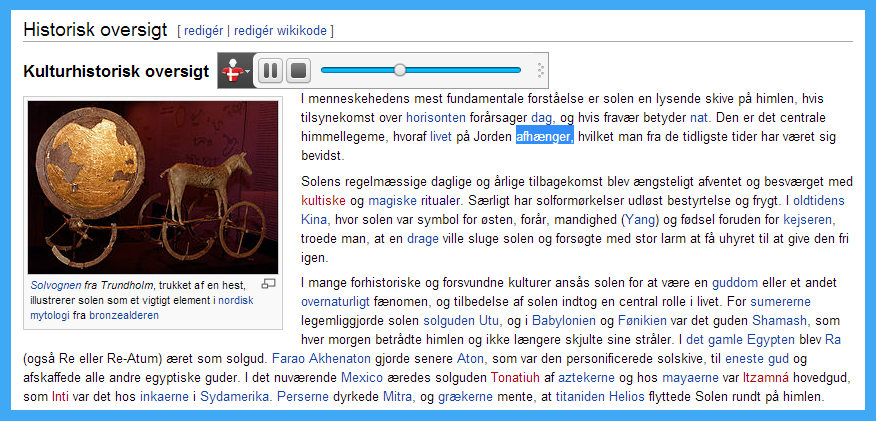 Historisk oversigt [ redigér | redigér wikikode ]
Kulturhistorisk oversigt
I menneskehedens mest fundamentale forståelse er solen en lysende skive på himlen, hvis
tilsynekomst over horisonten forårsager dag, og hvis fravær betyder nat. Den er det centrale
himmellegeme, hvoraf livet på Jorden afhænger, hvilket man fra de tidligste tider har været sig
bevidst.
Solens regelmæssige daglige og årlige tilbagekomst blev ængsteligt afventet og besværget med
kultiske og magiske ritualer. Særligt har solformørkelser udløst bestyrtelse og frygt. I oldtidens
Kina, hvor solen var symbol for østen, forår, mandighed (Yang) og fødsel foruden for kejseren,
troede man, at en drage ville sluge solen og forsøgte med stor larm at få uhyret til at give den fri
igen.
Solvognen fra Trundholm, trukket af en hest,
illustrerer solen som et vigtigt element i nordisk
mytologi fra bronzealderen
I mange forhistoriske og forsvundne kulturer ansås solen for at være en guddom eller et andet
overnaturligt fænomen, og tilbedelse af solen indtog en central rolle i livet. For sumererne
legemliggjorde solen solguden Utu, og i Babylonien og Fønikien var det guden Shamash, som
hver morgen betrådte himlen og ikke længere skjulte sine stråler. I det gamle Egypten blev Ra
(også Re eller Re-Atum) æret som solgud. Farao Akhenaton gjorde senere Aton, som var den personificerede solskive, til eneste gud og
afskaffede alle andre egyptiske guder. I det nuværende Mexico æredes solguden Tonatiuh af aztekerne og hos mayaerne var Itzamná hovedgud,
som Inti var det hos inkaerne i Sydamerika. Perserne dyrkede Mitra, og grækerne mente, at titaniden Helios flyttede Solen rundt på himlen.